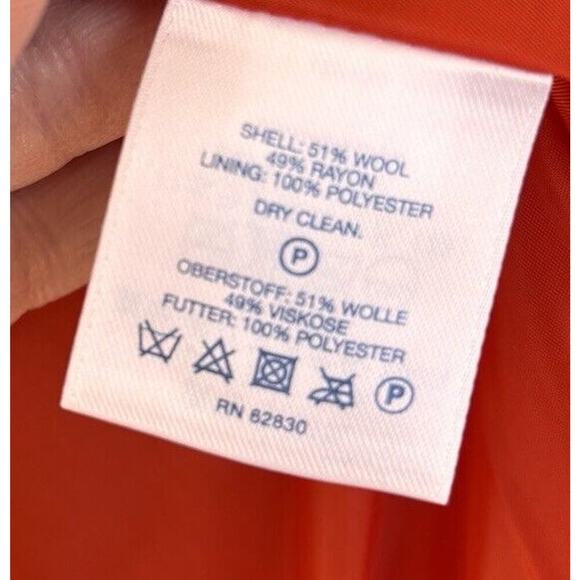 SHELL: 51% WOOL
49% RAYON
LINING: 100% POLYESTER
DRY CLEAN.
P
OBERSTOFF: 51% WOLLE
49% VISKOSE
FUTTER: 100% POLYESTER
P
RN 62830